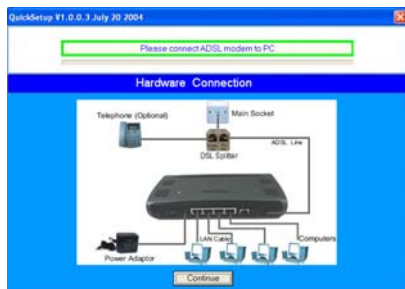 QuickSetup V1.0.0.3 July 20 2004
Please connect ADSL modem to PC
Hardware Connection
Telephone (Optional)
Main Socket
ADSL Line
DSL Splitter
LAN Cable
Computers
Power Adaptor
Continue